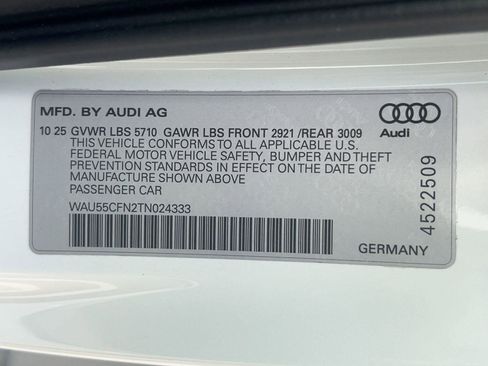 MFD. BY AUDI AG
10 25 GVWR LBS 5710 GAWR LBS FRONT 2921 /REAR 3009
THIS VEHICLE CONFORMS TO ALL APPLICABLE U.S.
FEDERAL MOTOR VEHICLE SAFETY, BUMPER AND THEFT
PREVENTION STANDARDS IN EFFECT ON THE DATE OF
MANUFACTURE SHOWN ABOVE
PASSENGER CAR
WAU55CFN2TN024333
Audi
4522509
GERMANY